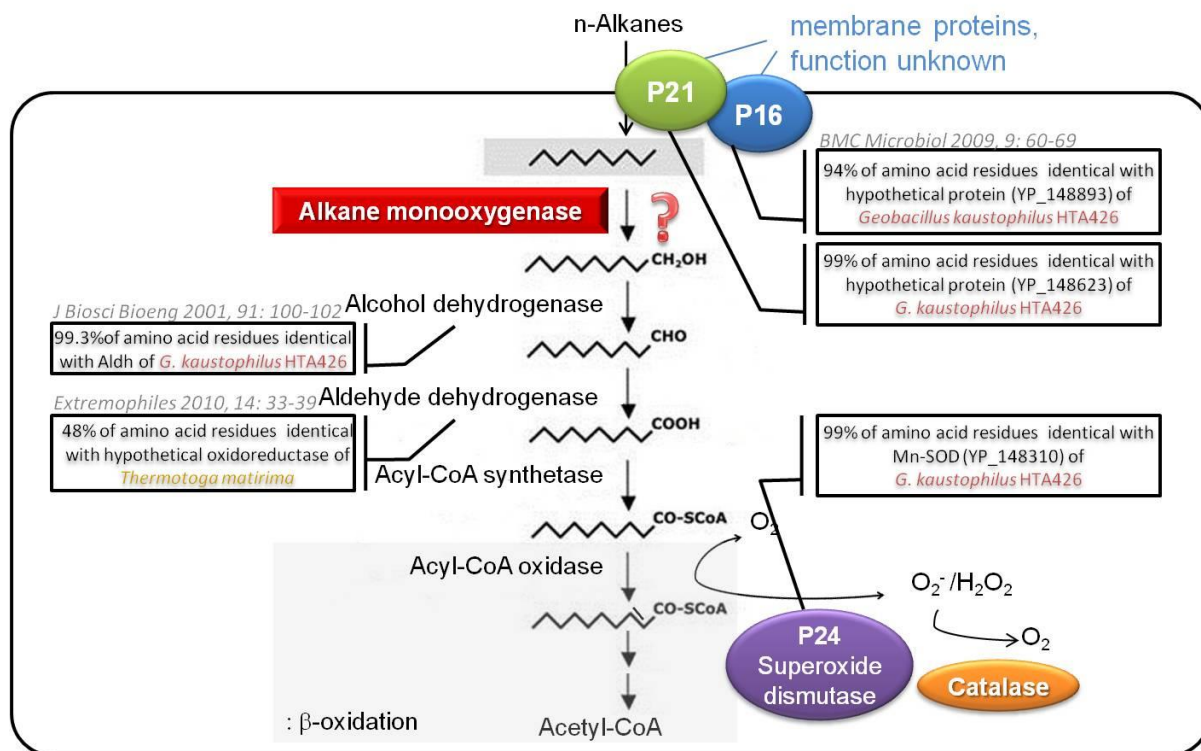 n-Alkanes
membrane proteins,
function unknown
P21
P16
BMC Microbiol 2009, 9: 60-69
94% of amino acid residues identical with
hypothetical protein (YP_148893) of
Geobacillus kaustophilus HTA426
Alkane monooxygenase
?
CH₂OH
99% of amino acid residues identical with
hypothetical protein (YP_148623) of
G. kaustophilus HTA426
J Biosci Bioeng 2001, 91: 100-102
Alcohol dehydrogenase
99.3%of amino acid residues identical
with Aldh of G. kaustophilus HTA426
CHO
Extremophiles 2010, 14: 33-39
Aldehyde dehydrogenase
48% of amino acid residues identical
with hypothetical oxidoreductase of
Thermotoga matirima
COOH
99% of amino acid residues identical with
Mn-SOD (YP_148310) of
G. kaustophilus HTA426
Acyl-CoA synthetase
CO-SCoA
O₂
Acyl-CoA oxidase
O₂⁻/H₂O₂
CO-SCoA
P24
Superoxide
dismutase
O₂
Catalase
: β-oxidation
Acetyl-CoA